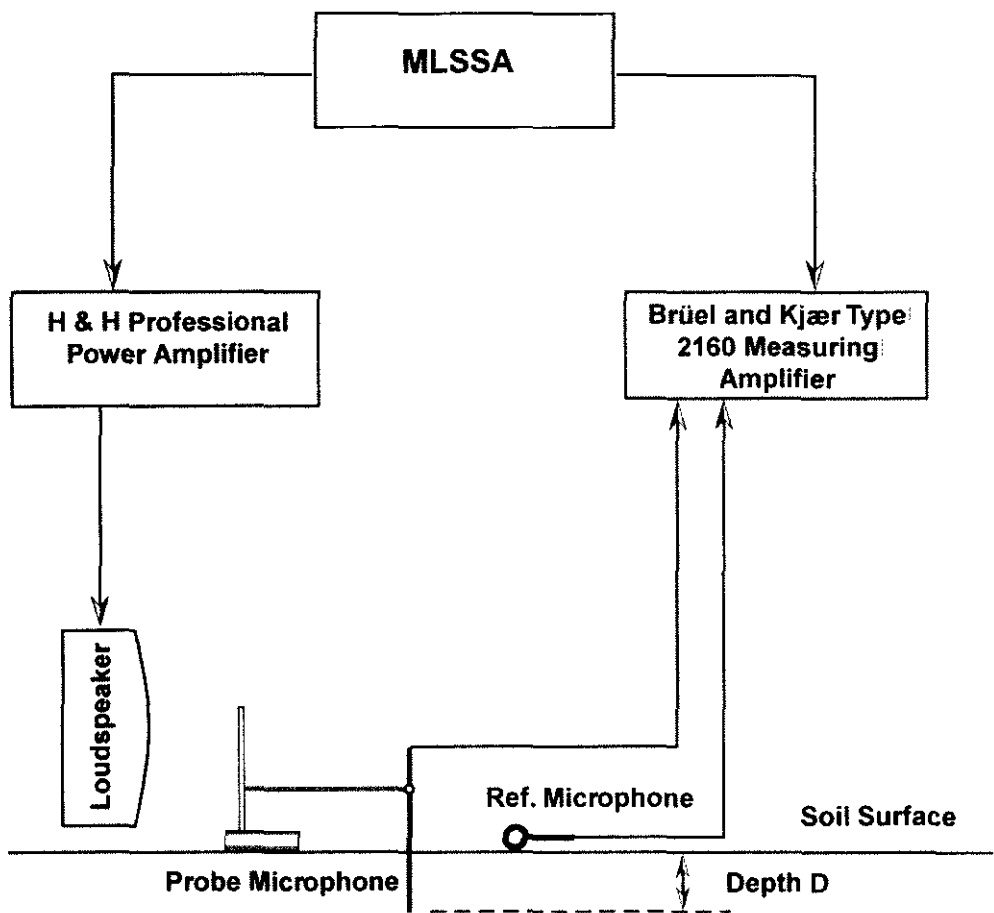 MLSSA
H & H Professional
Power Amplifier
Brüel and Kjær Type
2160 Measuring
Amplifier
Loudspeaker
Ref. Microphone
Soil Surface
Probe Microphone
Depth D